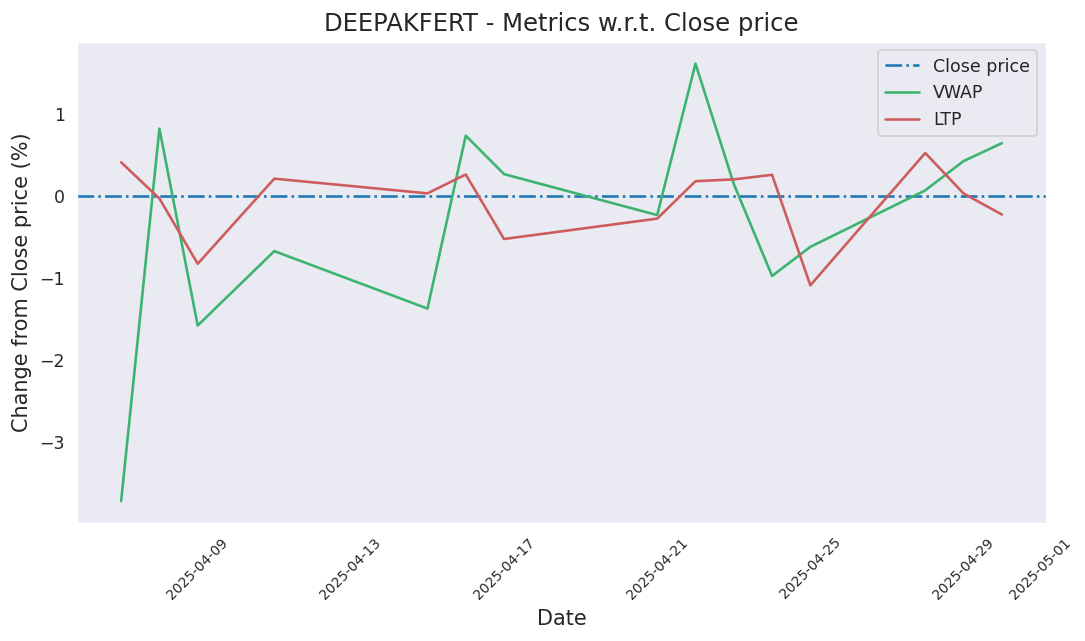 DEEPAKFERT - Metrics w.r.t. Close price
Close price
VWAP
LTP
Change from Close price (%)
1
0
−1
−2
−3
2025-04-09
2025-04-13
2025-04-17
2025-04-21
2025-04-25
2025-04-29
2025-05-01
Date